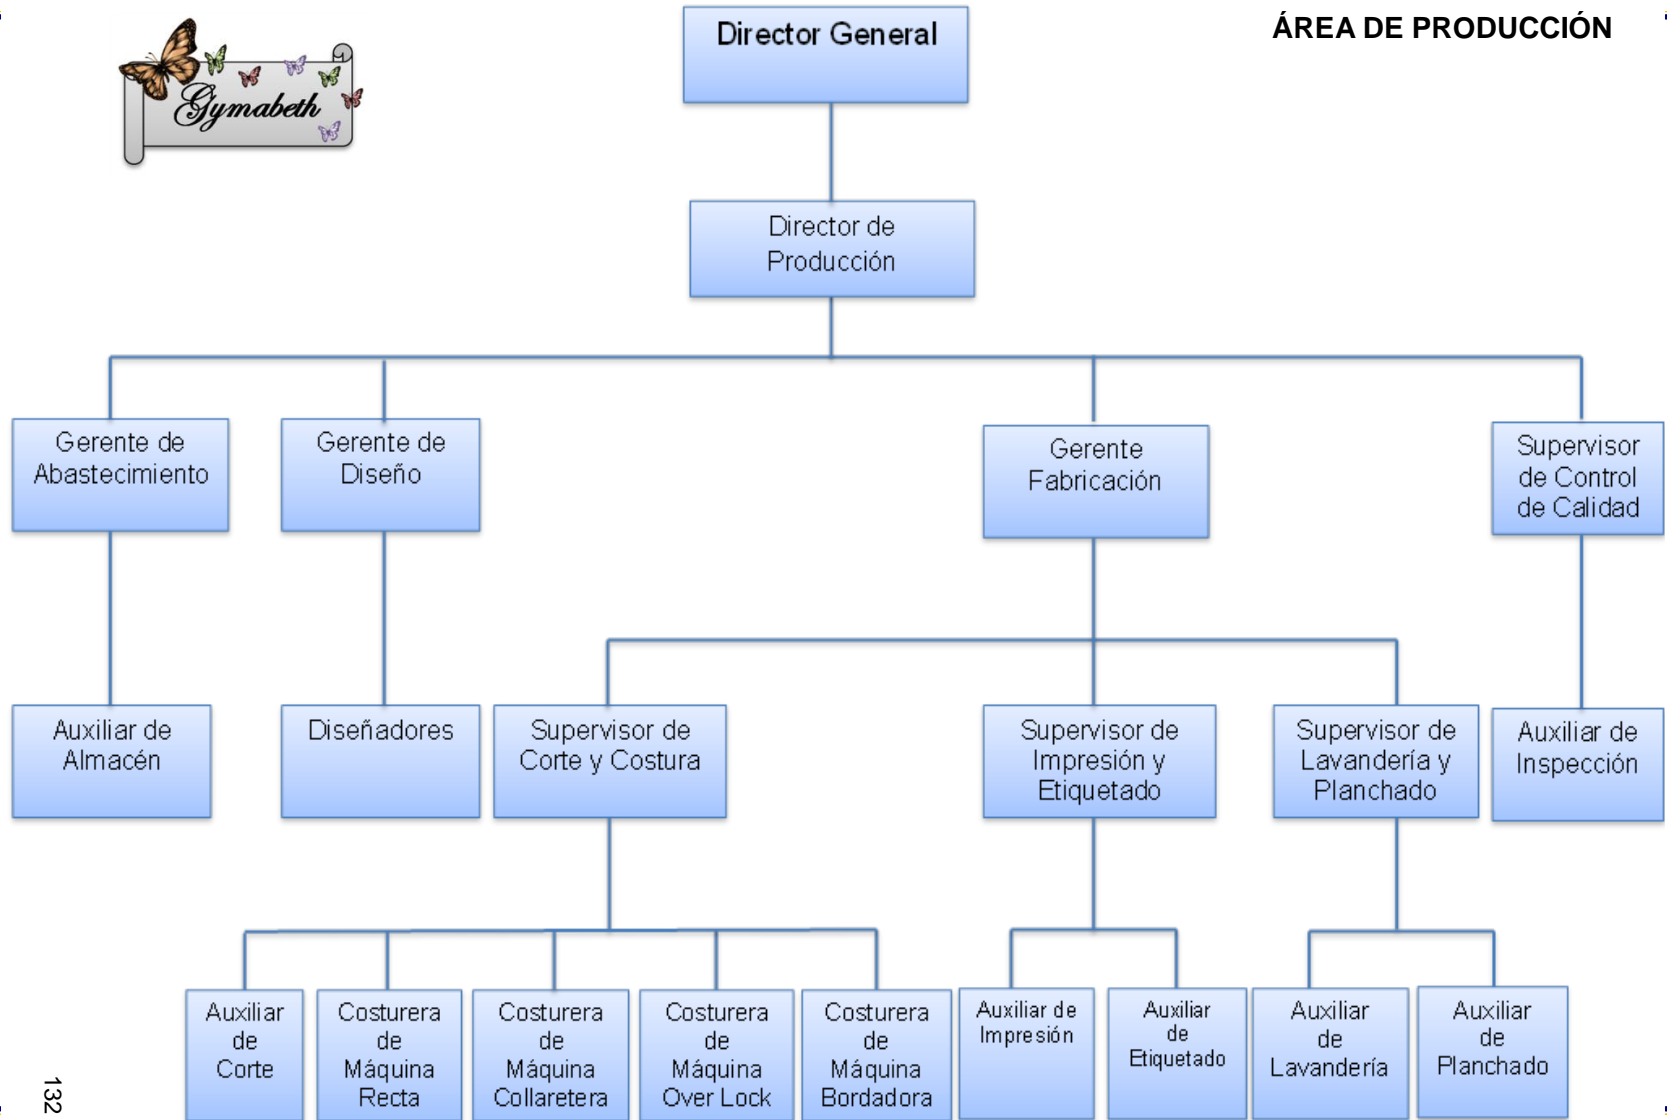 Director General
ÁREA DE PRODUCCIÓN
Gymabeth
Director de
Producción
Gerente de
Abastecimiento
Gerente de
Diseño
Gerente
Fabricación
Supervisor
de Control
de Calidad
Auxiliar de
Almacén
Diseñadores
Supervisor de
Corte y Costura
Supervisor de
Impresión y
Etiquetado
Supervisor de
Lavandería y
Planchado
Auxiliar de
Inspección
Auxiliar
de
Corte
Costurera
de
Máquina
Recta
Costurera
de
Máquina
Collaretera
Costurera
de
Máquina
Over Lock
Costurera
de
Máquina
Bordadora
Auxiliar de
Impresión
Auxiliar
de
Etiquetado
Auxiliar
de
Lavandería
Auxiliar
de
Planchado
132